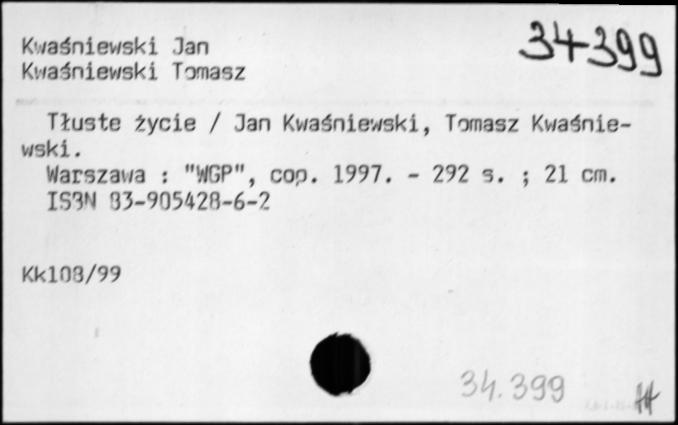 34399
Kwaśniewski Jan
Kwaśniewski Tomasz
Tłuste życie / Jan Kwaśniewski, Tomasz Kwaśnie-
wski.
Warszawa : "WGP", cop. 1997. - 292 s. ; 21 cm.
ISBN 83-905428-6-2
Kk108/99
34.399